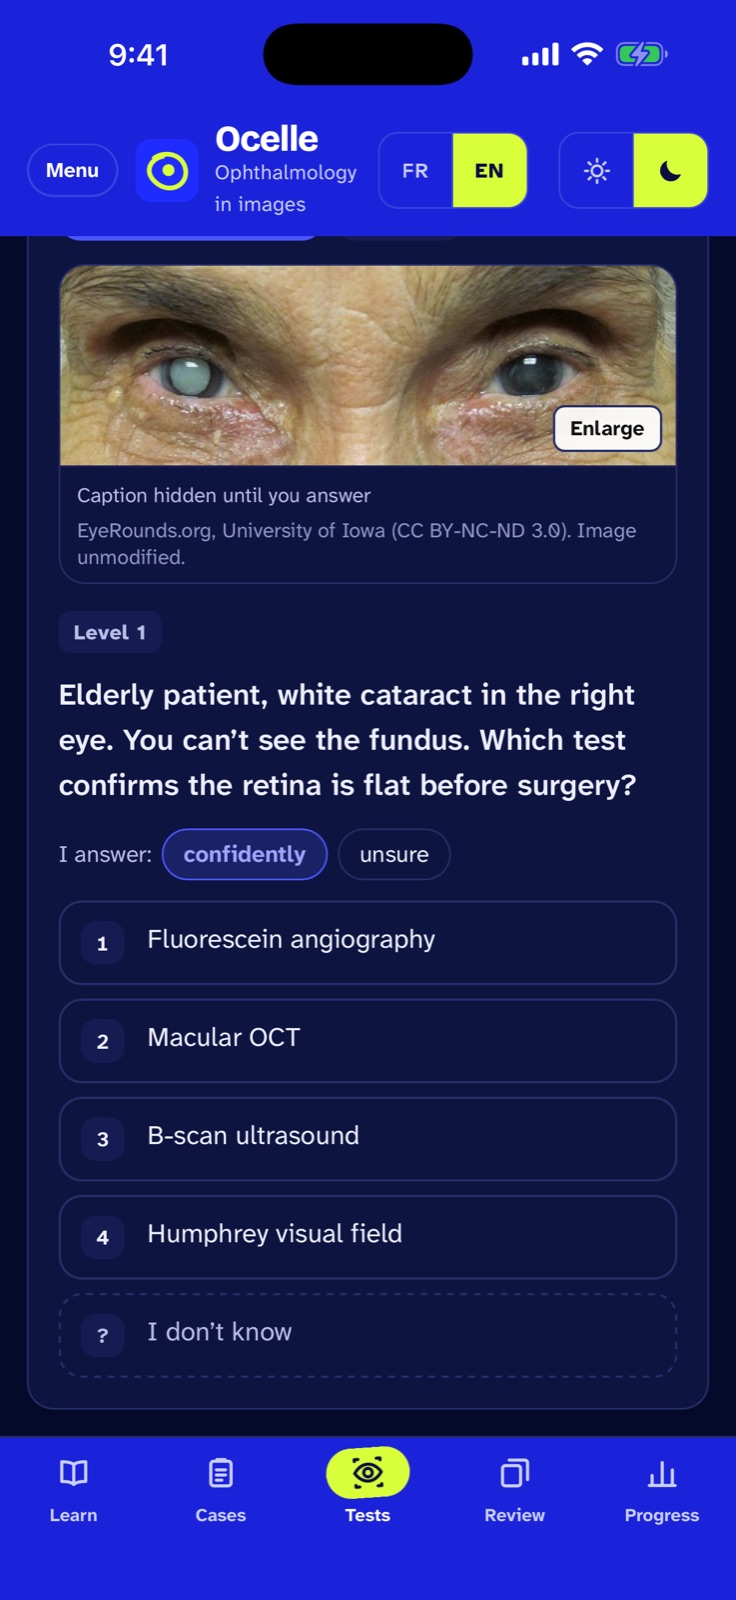 9:41
Menu
Ocelle
Ophthalmology
in images
FR
EN
Enlarge
Caption hidden until you answer
EyeRounds.org, University of Iowa (CC BY-NC-ND 3.0). Image
unmodified.
Level 1
Elderly patient, white cataract in the right
eye. You can’t see the fundus. Which test
confirms the retina is flat before surgery?
I answer: confidently unsure
1 Fluorescein angiography
2 Macular OCT
3 B-scan ultrasound
4 Humphrey visual field
? I don’t know
Learn Cases Tests Review Progress